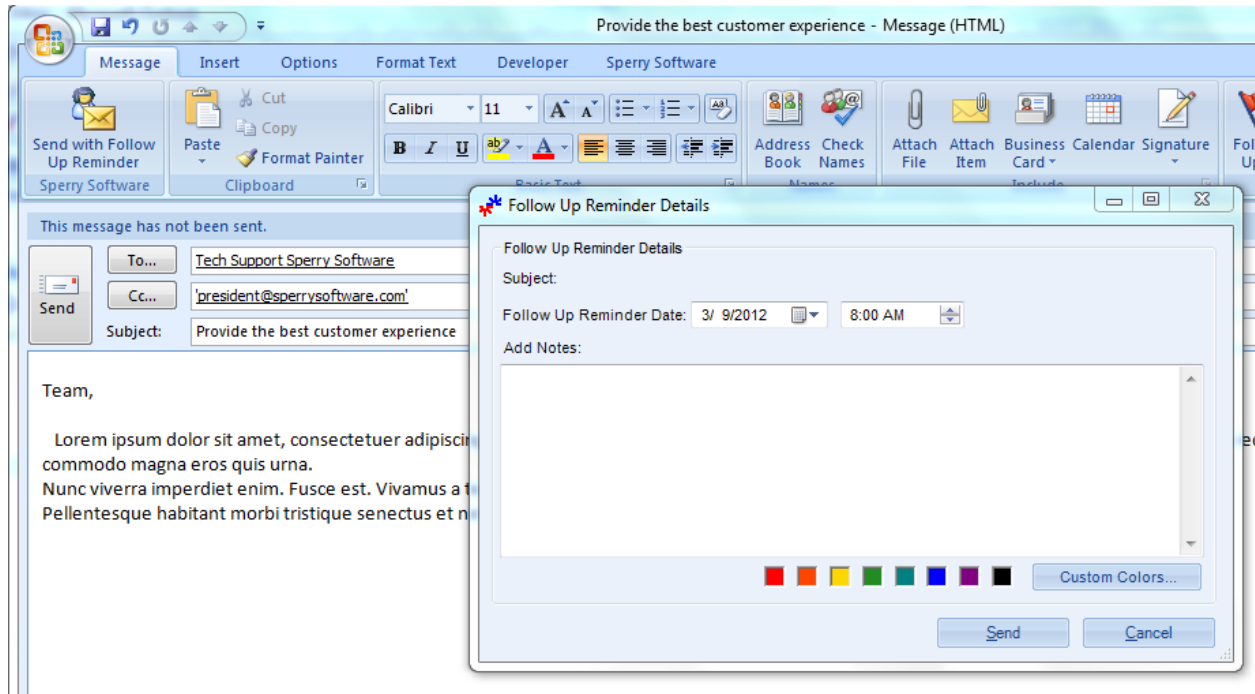 Provide the best customer experience - Message (HTML)
Message Insert Options Format Text Developer Sperry Software
Send with Follow Up Reminder
Sperry Software
Paste
Cut
Copy
Format Painter
Clipboard
Calibri 11
B I U
Basic Text
Address Book
Check Names
Names
Attach File
Attach Item
Business Card
Calendar
Signature
Include
This message has not been sent.
Send
To... Tech Support Sperry Software
Cc... 'president@sperrysoftware.com'
Subject: Provide the best customer experience
Team,
Lorem ipsum dolor sit amet, consectetuer
commodo magna eros quis urna.
Nunc viverra imperdiet enim. Fusce est. Vivamus a
Pellentesque habitant morbi tristique senectus et
Follow Up Reminder Details
Follow Up Reminder Details
Subject:
Follow Up Reminder Date: 3/ 9/2012 8:00 AM
Add Notes:
Custom Colors...
Send Cancel